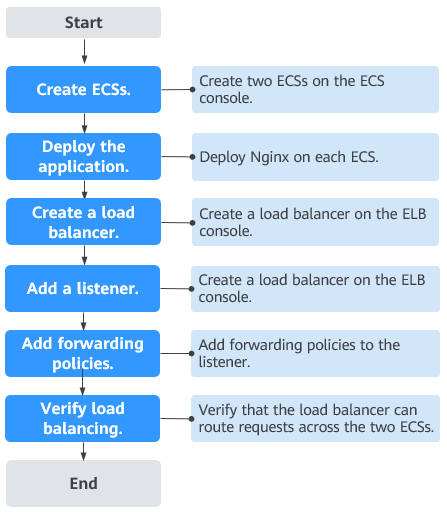 Start
Create ECSs.
Create two ECSs on the ECS
console.
Deploy the
application.
Deploy Nginx on each ECS.
Create a load
balancer.
Create a load balancer on the ELB
console.
Add a listener.
Create a load balancer on the ELB
console.
Add forwarding
policies.
Add forwarding policies to the
listener.
Verify load
balancing.
Verify that the load balancer can
route requests across the two ECSs.
End